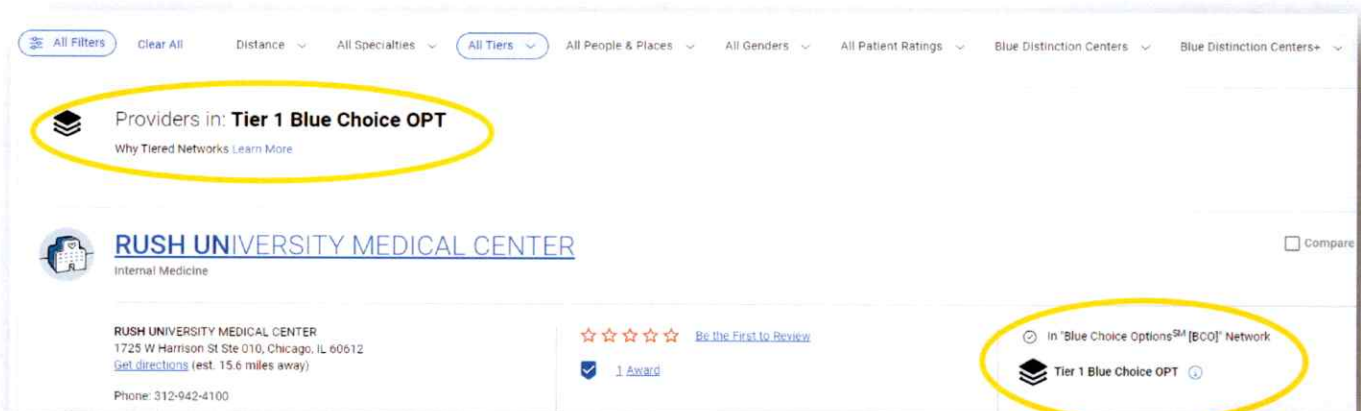 All Filters Clear All Distance All Specialties All Tiers All People & Places All Genders All Patient Ratings Blue Distinction Centers Blue Distinction Centers+
Providers in: Tier 1 Blue Choice OPT
Why Tiered Networks Learn More
RUSH UNIVERSITY MEDICAL CENTER
Compare
Internal Medicine
RUSH UNIVERSITY MEDICAL CENTER
1725 W Harrison St Ste 010, Chicago, IL 60612
Get directions (est. 15.6 miles away)
Phone: 312-942-4100
Be the First to Review
1 Award
In "Blue Choice Options℠ [BCO]" Network
Tier 1 Blue Choice OPT